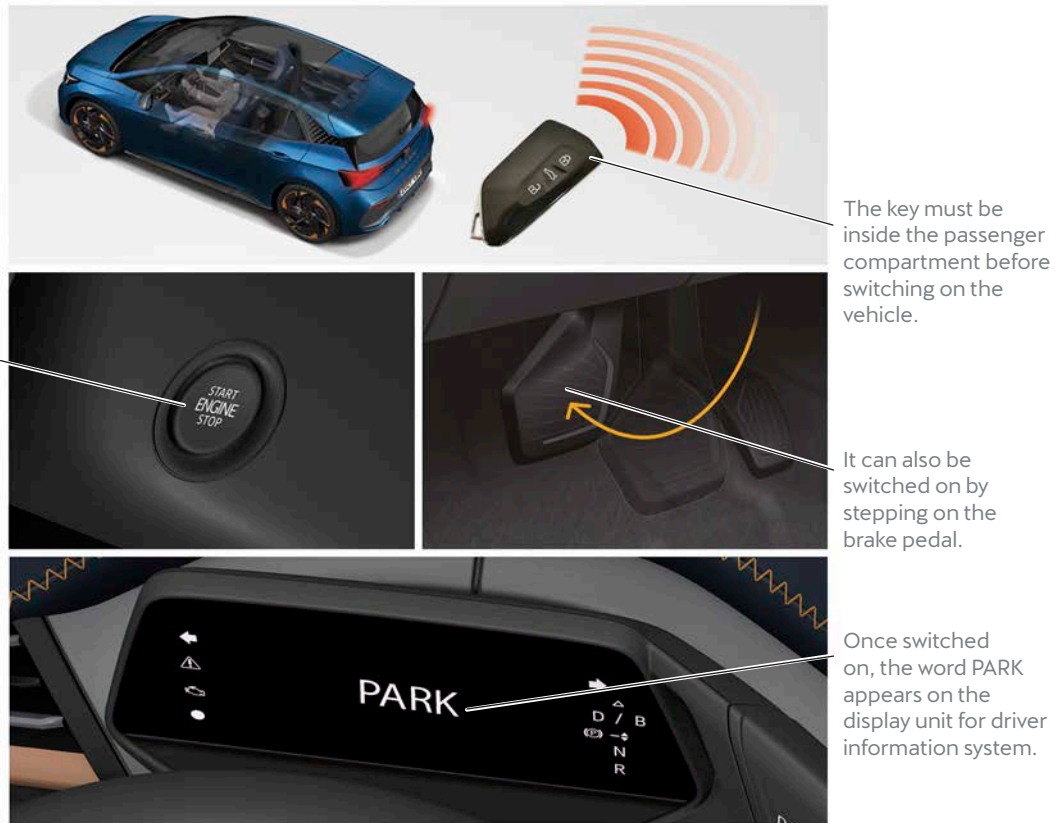 The key must be
inside the passenger
compartment before
switching on the
vehicle.
START
ENGINE
STOP
It can also be
switched on by
stepping on the
brake pedal.
PARK
D / B
N
R
Once switched
on, the word PARK
appears on the
display unit for driver
information system.